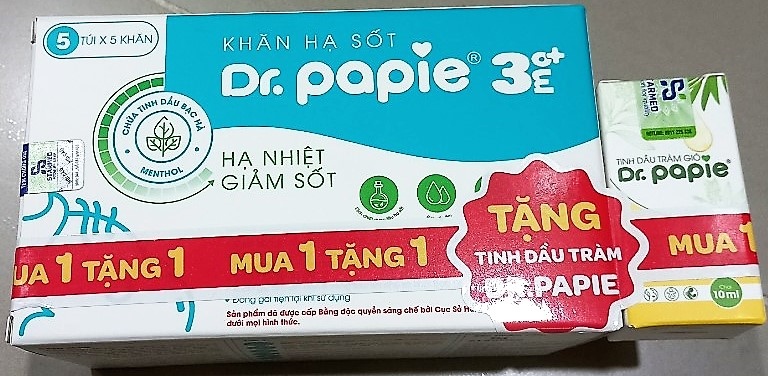 5 TÚI X 5 KHĂN
KHĂN HẠ SỐT
Dr. papie® 3m+
CHỨA TINH DẦU BẠC HÀ
MENTHOL
HẠ NHIỆT
GIẢM SỐT
UA 1 TẶNG 1 MUA 1 TẶNG 1
TẶNG
TINH DẦU TRÀM
DR. PAPIE
Đóng gói tiện lợi khi sử dụng
Sản phẩm đã được cấp Bằng độc quyền sáng chế bởi Cục Sở H
dưới mọi hình thức.
STARMED
TINH DẦU TRÀM GIÓ
Dr. papie®
MUA 1
Chai
10ml